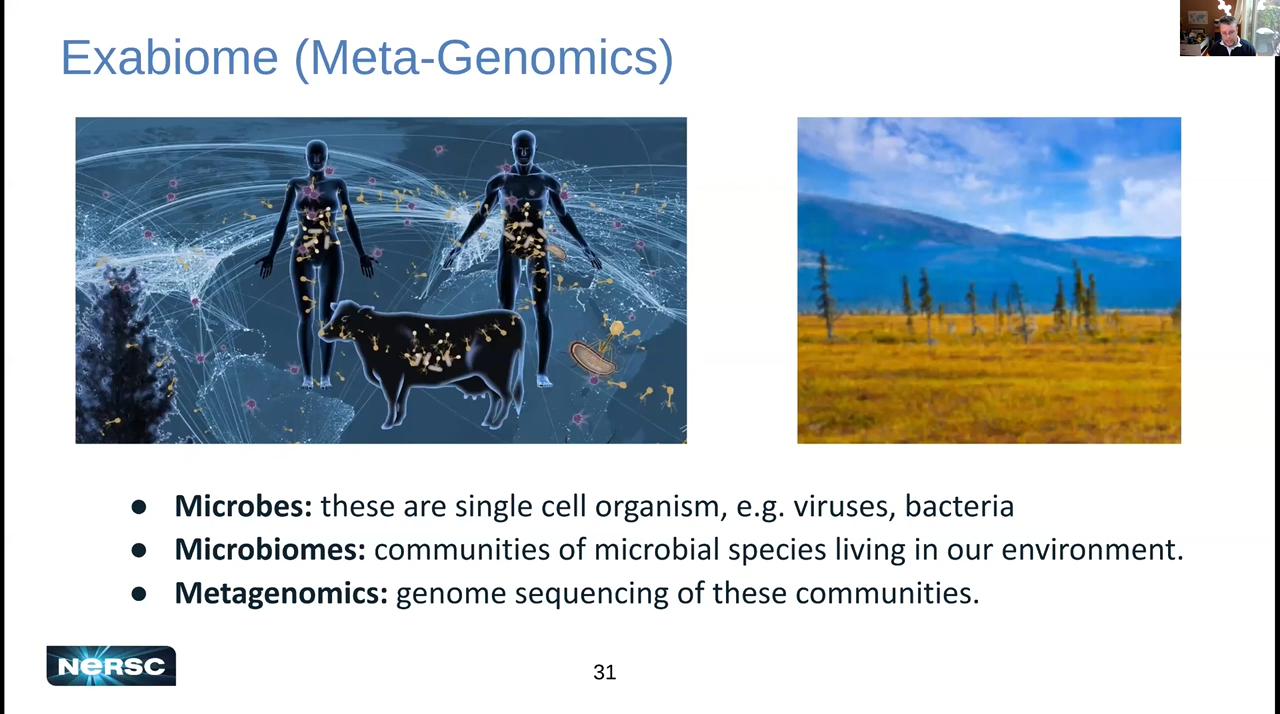 Exabiome (Meta-Genomics)
● Microbes: these are single cell organism, e.g. viruses, bacteria
● Microbiomes: communities of microbial species living in our environment.
● Metagenomics: genome sequencing of these communities.
NERSC
31